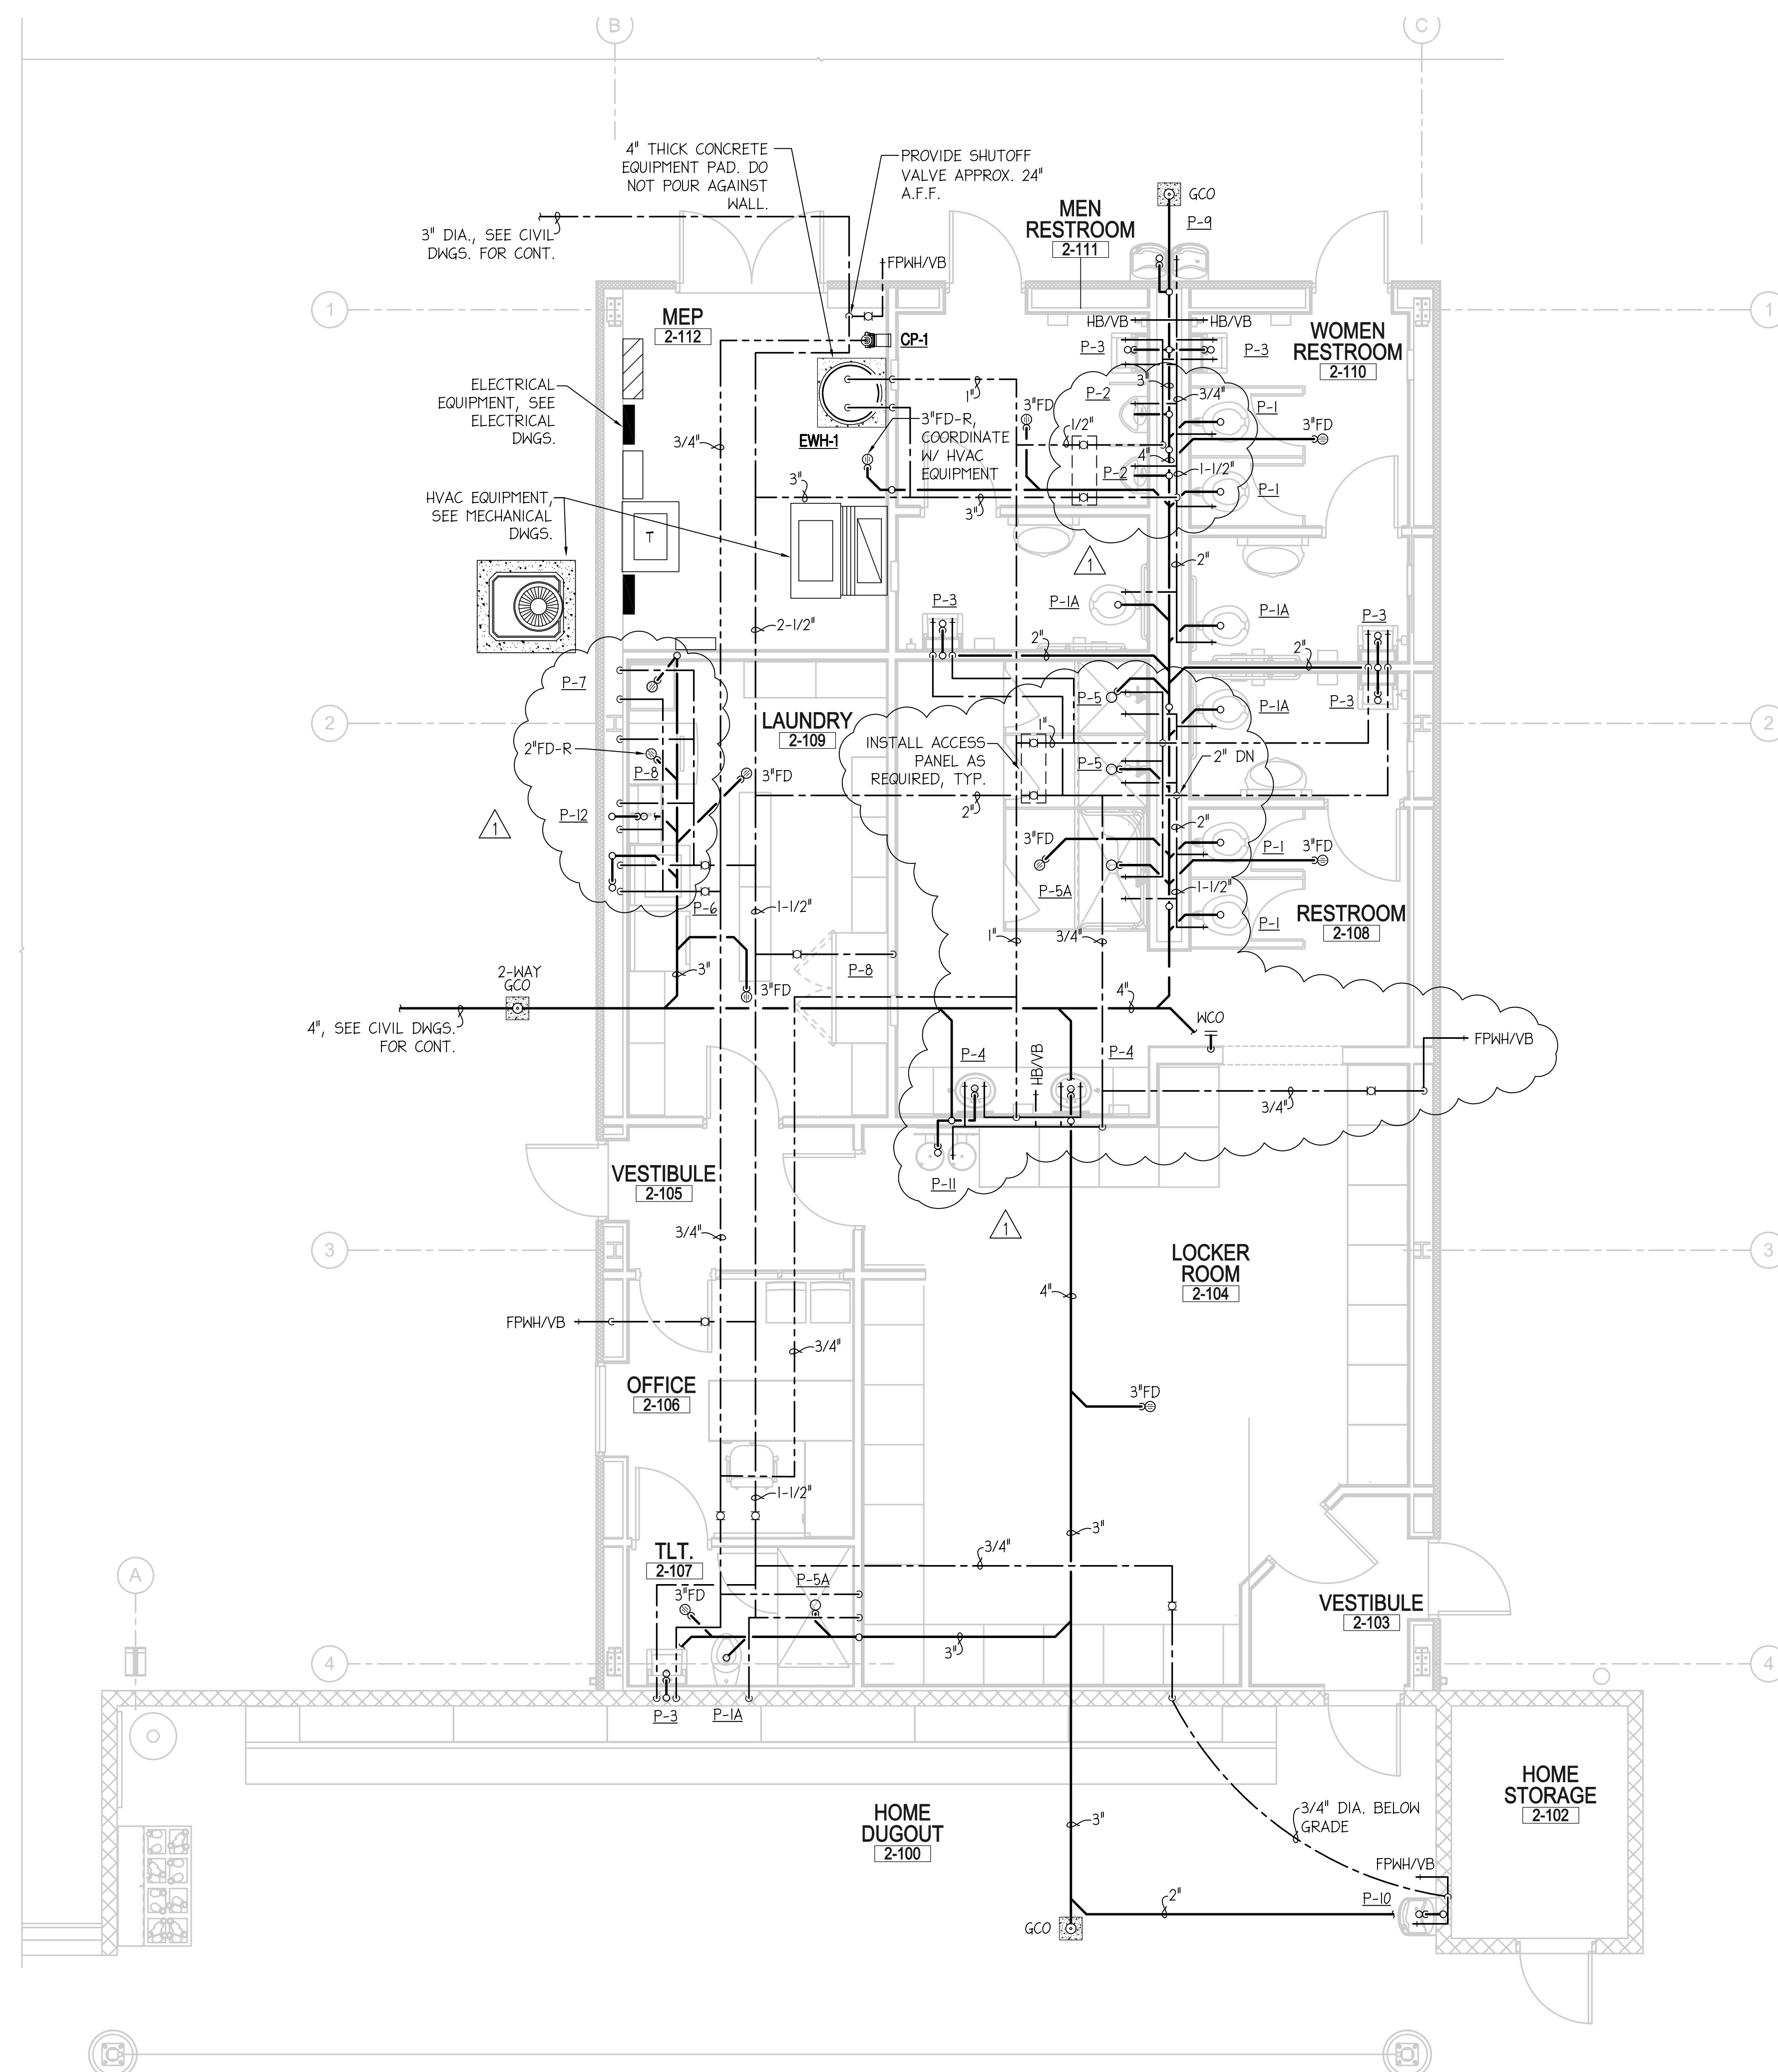 B
C
4" THICK CONCRETE
EQUIPMENT PAD. DO
NOT POUR AGAINST
WALL.
PROVIDE SHUTOFF
VALVE APPROX. 24"
A.F.F.
GCO
P-9
MEN
RESTROOM
2-111
3" DIA., SEE CIVIL
DWGS. FOR CONT.
FPWH/VB
1
MEP
2-112
CP-1
HB/VB
HB/VB
P-3
P-3
WOMEN
RESTROOM
2-110
1
ELECTRICAL
EQUIPMENT, SEE
ELECTRICAL
DWGS.
1"
3"
P-2
3/4"
P-1
3"FD
3"FD
EWH-1
3/4"
3"FD-R,
COORDINATE
W/ HVAC
EQUIPMENT
1/2"
4"
P-2
1-1/2"
P-1
HVAC EQUIPMENT,
SEE MECHANICAL
DWGS.
3"
3"
T
1
2"
P-3
P-1A
P-1A
P-3
2-1/2"
2"
2"
P-7
P-5
P-1A
P-3
2
LAUNDRY
2-109
1"
2
INSTALL ACCESS
PANEL AS
REQUIRED, TYP.
2"FD-R
P-8
3"FD
P-5
2" DN
P-12
1
2"
2"
3"FD
P-1
3"FD
P-5A
1-1/2"
P-6
1-1/2"
P-1
RESTROOM
2-108
1"
3/4"
2-WAY
GCO
3"
P-8
3"FD
4"
WCO
4", SEE CIVIL DWGS.
FOR CONT.
P-4
HB/VB
P-4
FPWH/VB
3/4"
VESTIBULE
2-105
P-11
1
3/4"
3
LOCKER
ROOM
2-104
3
4"
FPWH/VB
3/4"
OFFICE
2-106
3"FD
1-1/2"
3"
3/4"
TLT.
2-107
3"FD
P-5A
A
VESTIBULE
2-103
4
3"
4
P-3
P-1A
HOME
STORAGE
2-102
HOME
DUGOUT
2-100
3"
3/4" DIA. BELOW
GRADE
FPWH/VB
2"
P-10
GCO